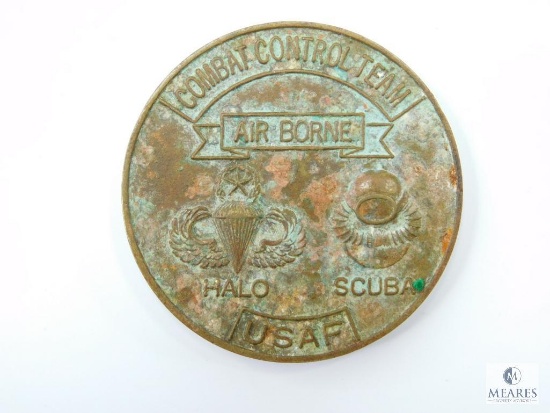 COMBAT CONTROL TEAM
AIR BORNE
HALO SCUBA
USAF
MEARES